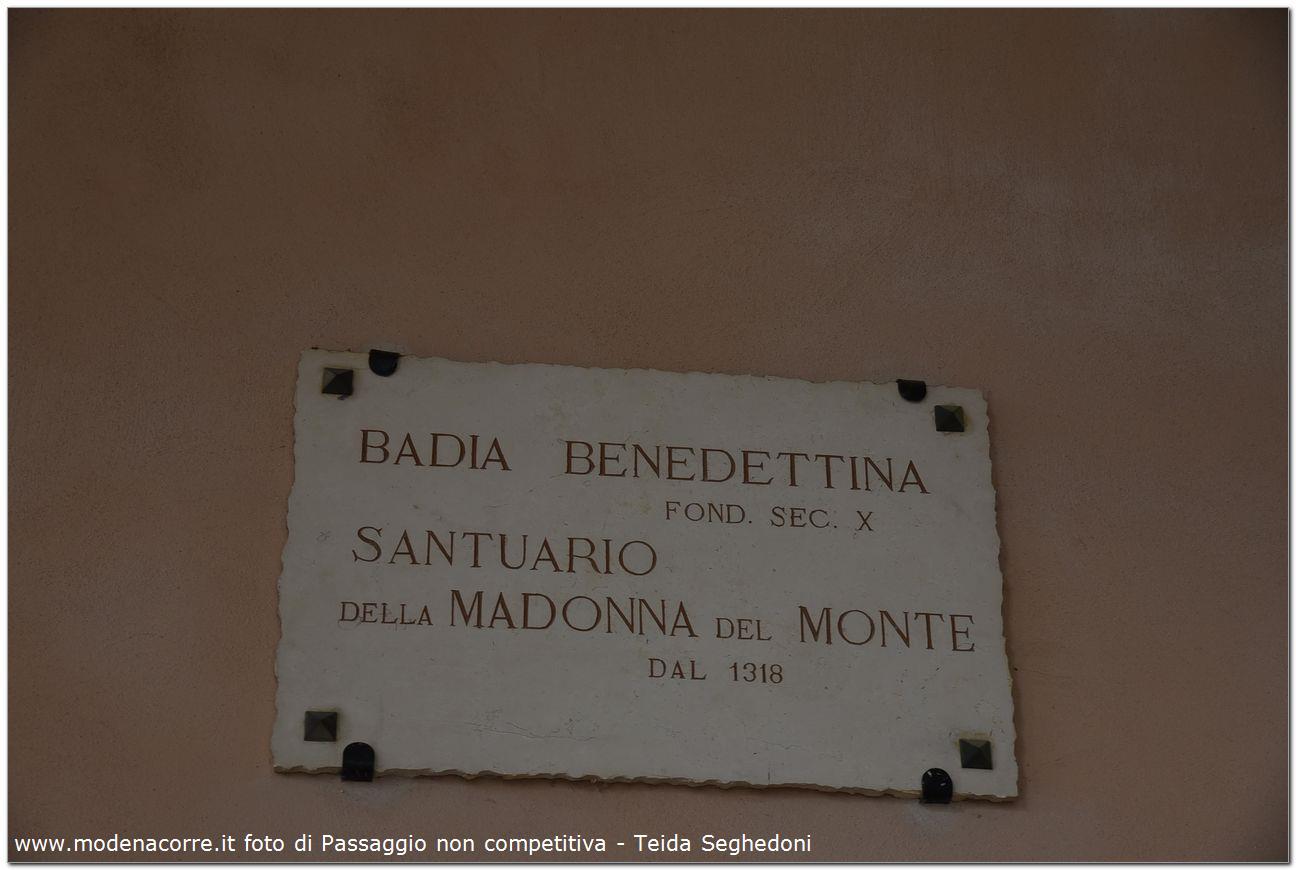 BADIA BENEDETTINA
FOND. SEC. X
SANTUARIO
DELLA MADONNA DEL MONTE
DAL 1318
www.modenacorre.it foto di Passaggio non competitiva - Teida Seghedoni